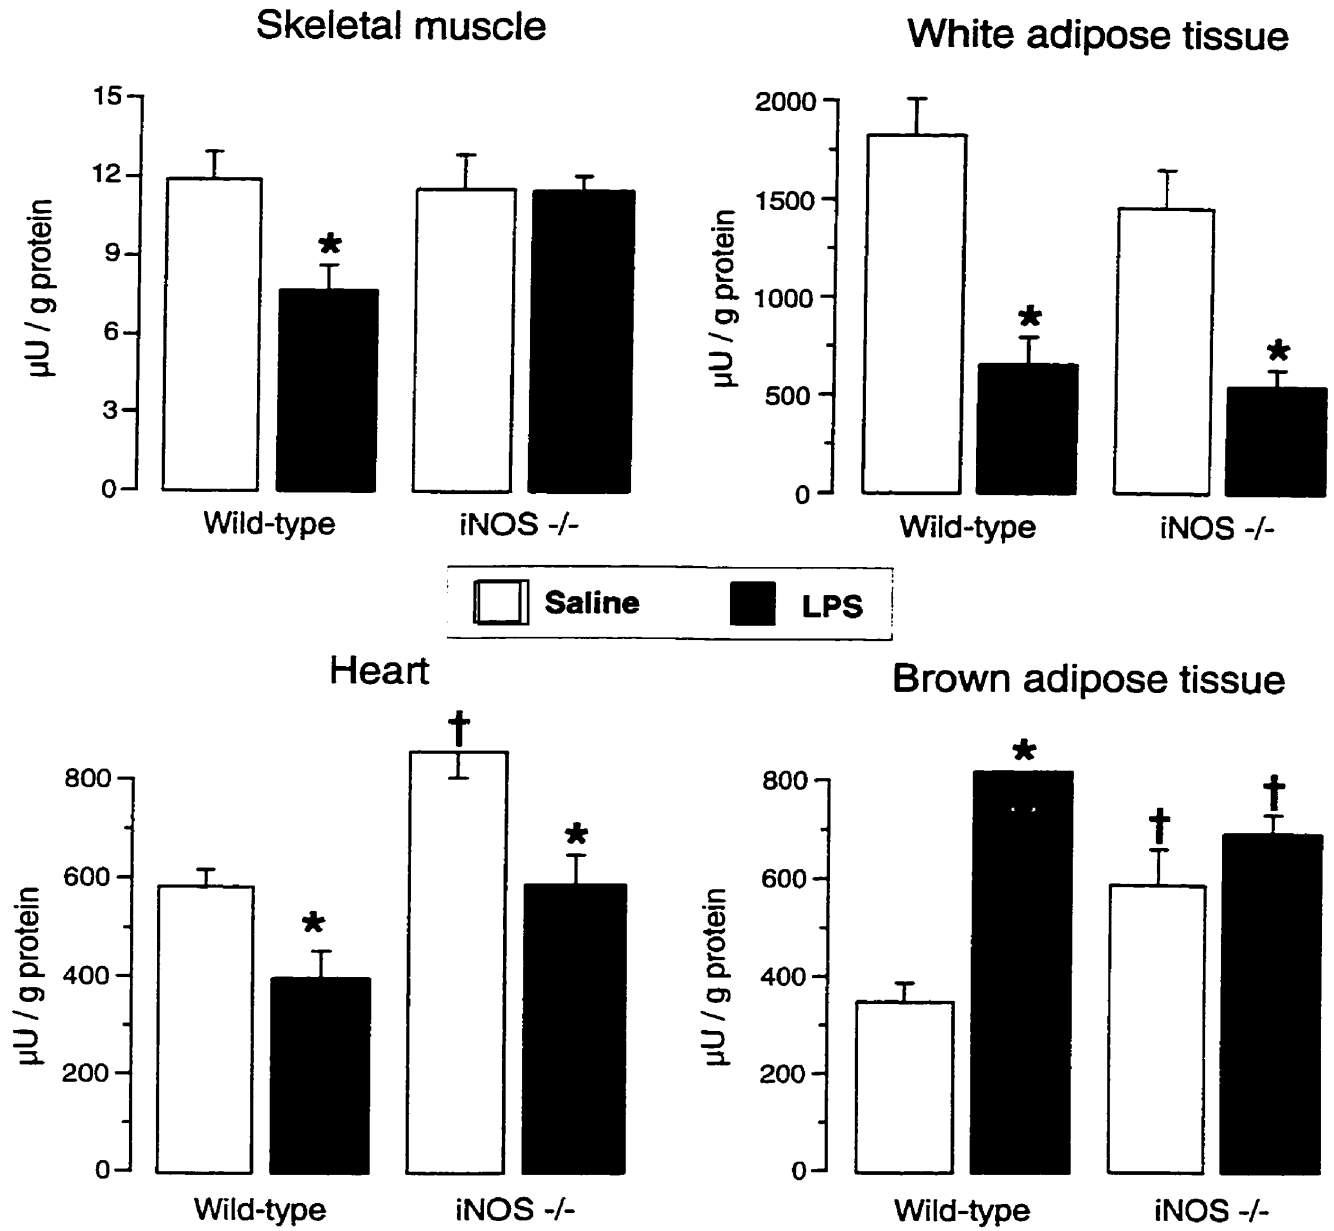 Skeletal muscle
15
12
9
6
3
0
µU / g protein
*
Wild-type
iNOS -/-
White adipose tissue
2000
1500
1000
500
0
µU / g protein
*
*
Wild-type
iNOS -/-
Saline
LPS
Heart
800
600
400
200
0
µU / g protein
*
†
*
Wild-type
iNOS -/-
Brown adipose tissue
800
600
400
200
0
µU / g protein
*
†
†
Wild-type
iNOS -/-